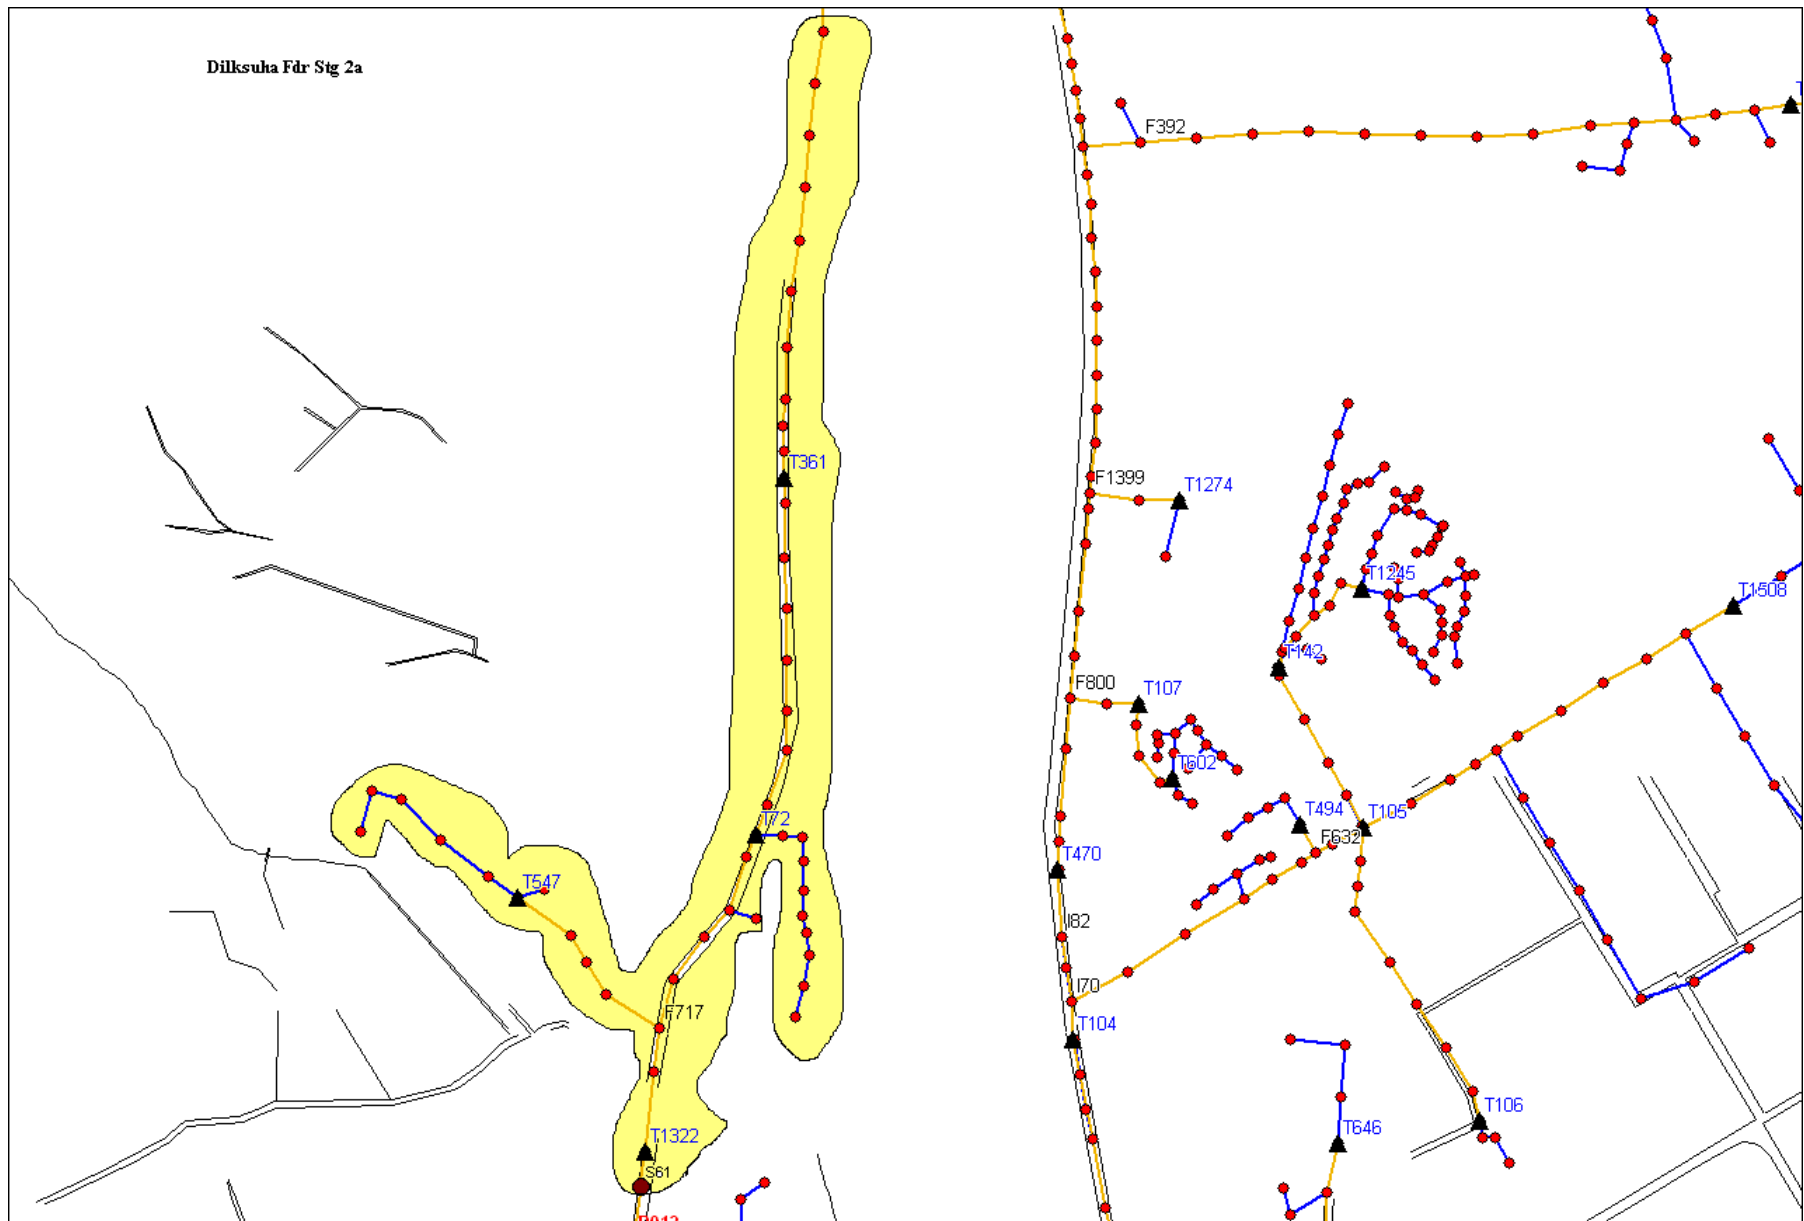 Dilksuha Fdr Stg 2a
F392
T361
F1399
T1274
T1245
T1508
T142
F800
T107
T602
T72
T494
T105
F632
T470
T547
I82
I70
F717
T104
T106
T1322
T646
S61